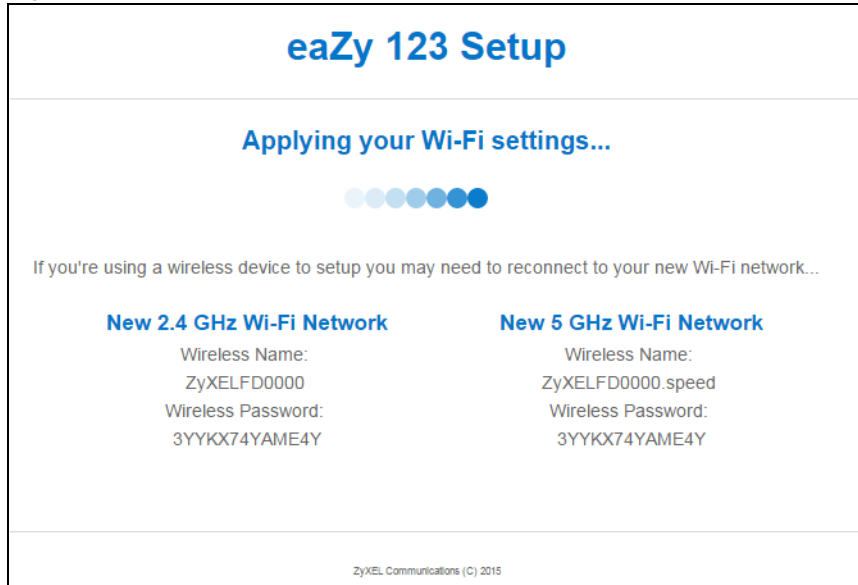 eaZy 123 Setup
Applying your Wi-Fi settings...
If you're using a wireless device to setup you may need to reconnect to your new Wi-Fi network...
New 2.4 GHz Wi-Fi Network
Wireless Name:
ZyXELFD0000
Wireless Password:
3YYKX74YAME4Y
New 5 GHz Wi-Fi Network
Wireless Name:
ZyXELFD0000.speed
Wireless Password:
3YYKX74YAME4Y
ZyXEL Communications (C) 2015